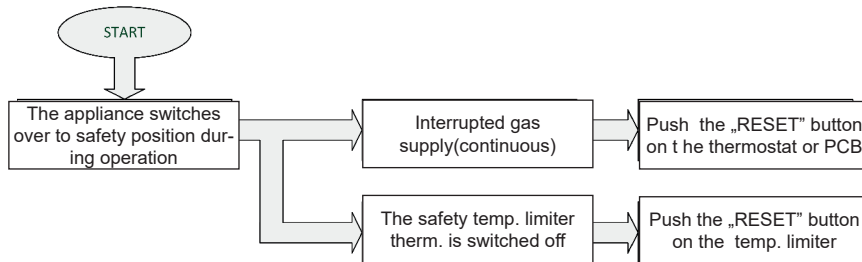 START
The appliance switches
over to safety position dur-
ing operation
Interrupted gas
supply(continuous)
Push the „RESET” button
on t he thermostat or PCB
The safety temp. limiter
therm. is switched off
Push the „RESET” button
on the temp. limiter